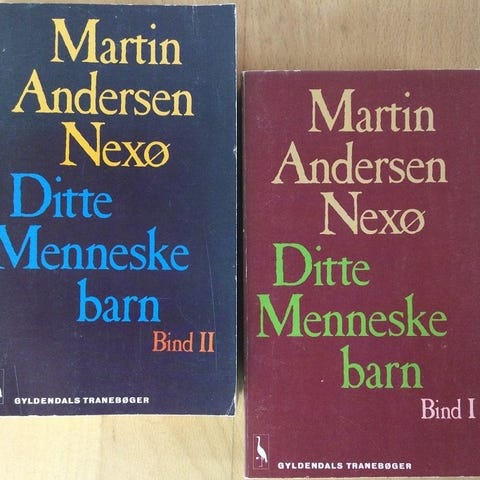 Martin
Andersen
Nexø
Ditte
Menneske
barn
Bind II
GYLDENDALS TRANEBØGER
Martin
Andersen
Nexø
Ditte
Menneske
barn
Bind I
GYLDENDALS TRANEBØGER